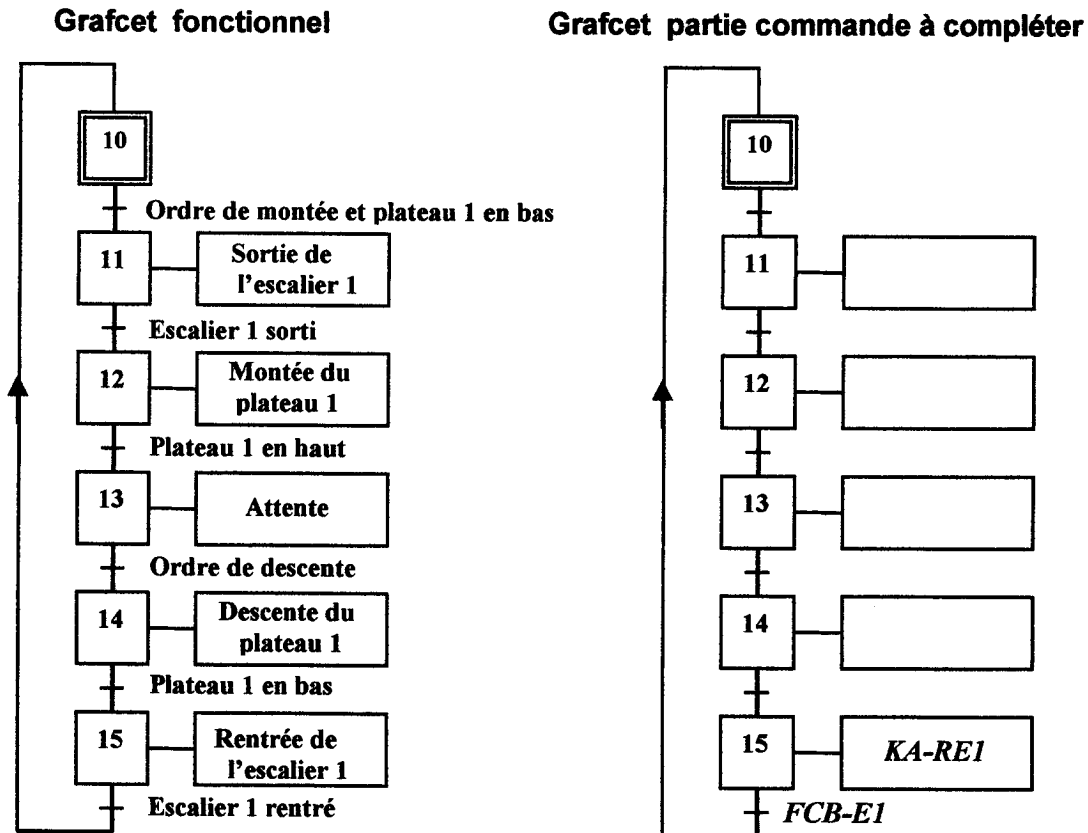 Grafcet fonctionnel
Grafcet partie commande à compléter
10
Ordre de montée et plateau 1 en bas
11
Sortie de
l'escalier 1
Escalier 1 sorti
12
Montée du
plateau 1
Plateau 1 en haut
13
Attente
Ordre de descente
14
Descente du
plateau 1
Plateau 1 en bas
15
Rentrée de
l'escalier 1
Escalier 1 rentré
10
11
12
13
14
15
KA-RE1
FCB-E1